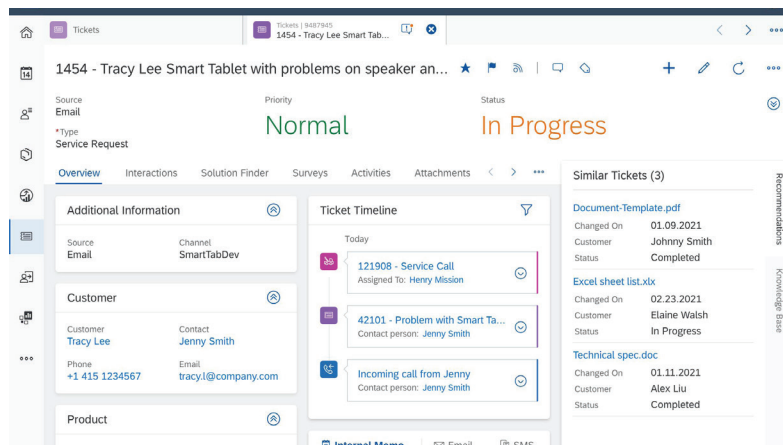 Tickets
Tickets | 9487945
1454 - Tracy Lee Smart Tab...
1454 - Tracy Lee Smart Tablet with problems on speaker an...
14
Source
Email
*Type
Service Request
Priority
Normal
Status
In Progress
Overview
Interactions
Solution Finder
Surveys
Activities
Attachments
Additional Information
Source
Email
Channel
SmartTabDev
Customer
Customer
Tracy Lee
Contact
Jenny Smith
Phone
+1 415 1234567
Email
tracy.l@company.com
Product
Ticket Timeline
Today
121908 - Service Call
Assigned To: Henry Mission
42101 - Problem with Smart Ta...
Contact person: Jenny Smith
Incoming call from Jenny
Contact person: Jenny Smith
Internal Memo
Email
SMS
Similar Tickets (3)
Document-Template.pdf
Changed On 01.09.2021
Customer Johnny Smith
Status Completed
Excel sheet list.xlx
Changed On 02.23.2021
Customer Elaine Walsh
Status In Progress
Technical spec.doc
Changed On 01.11.2021
Customer Alex Liu
Status Completed
Recommendations
Knowledge Base